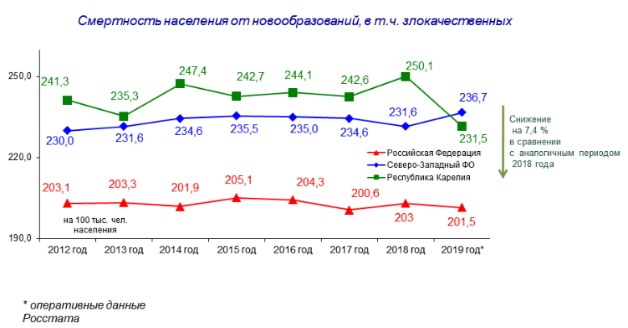 Смертность населения от новообразований, в т.ч. злокачественных
250,0
220,0
190,0
241,3
235,3
247,4
242,7
244,1
242,6
250,1
231,5
230,0
231,6
234,6
235,5
235,0
234,6
231,6
236,7
Снижение
на 7,4 %
в сравнении
с аналогичным периодом
2018 года
Российская Федерация
Северо-Западный ФО
Республика Карелия
203,1
203,3
201,9
205,1
204,3
200,6
203
201,5
на 100 тыс. чел.
населения
2012 год
2013 год
2014 год
2015 год
2016 год
2017 год
2018 год
2019 год*
* оперативные данные
Росстата